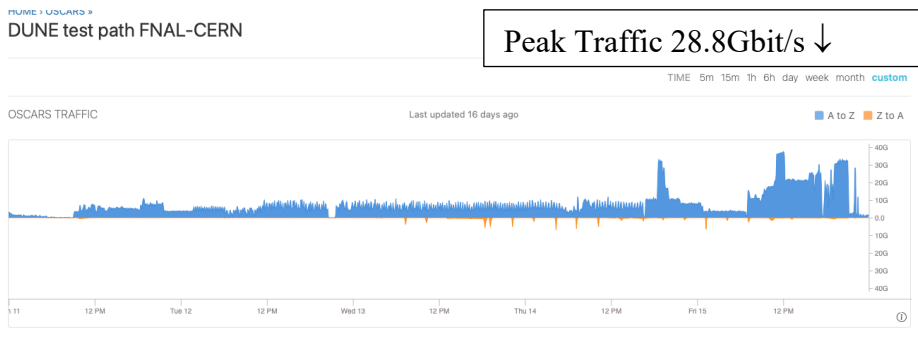 HOME › OSCARS »
DUNE test path FNAL-CERN
Peak Traffic 28.8Gbit/s ↓
TIME 5m 15m 1h 6h day week month custom
OSCARS TRAFFIC Last updated 16 days ago A to Z Z to A
40G
30G
20G
10G
0.0
10G
20G
30G
40G
11 12 PM Tue 12 12 PM Wed 13 12 PM Thu 14 12 PM Fri 15 12 PM